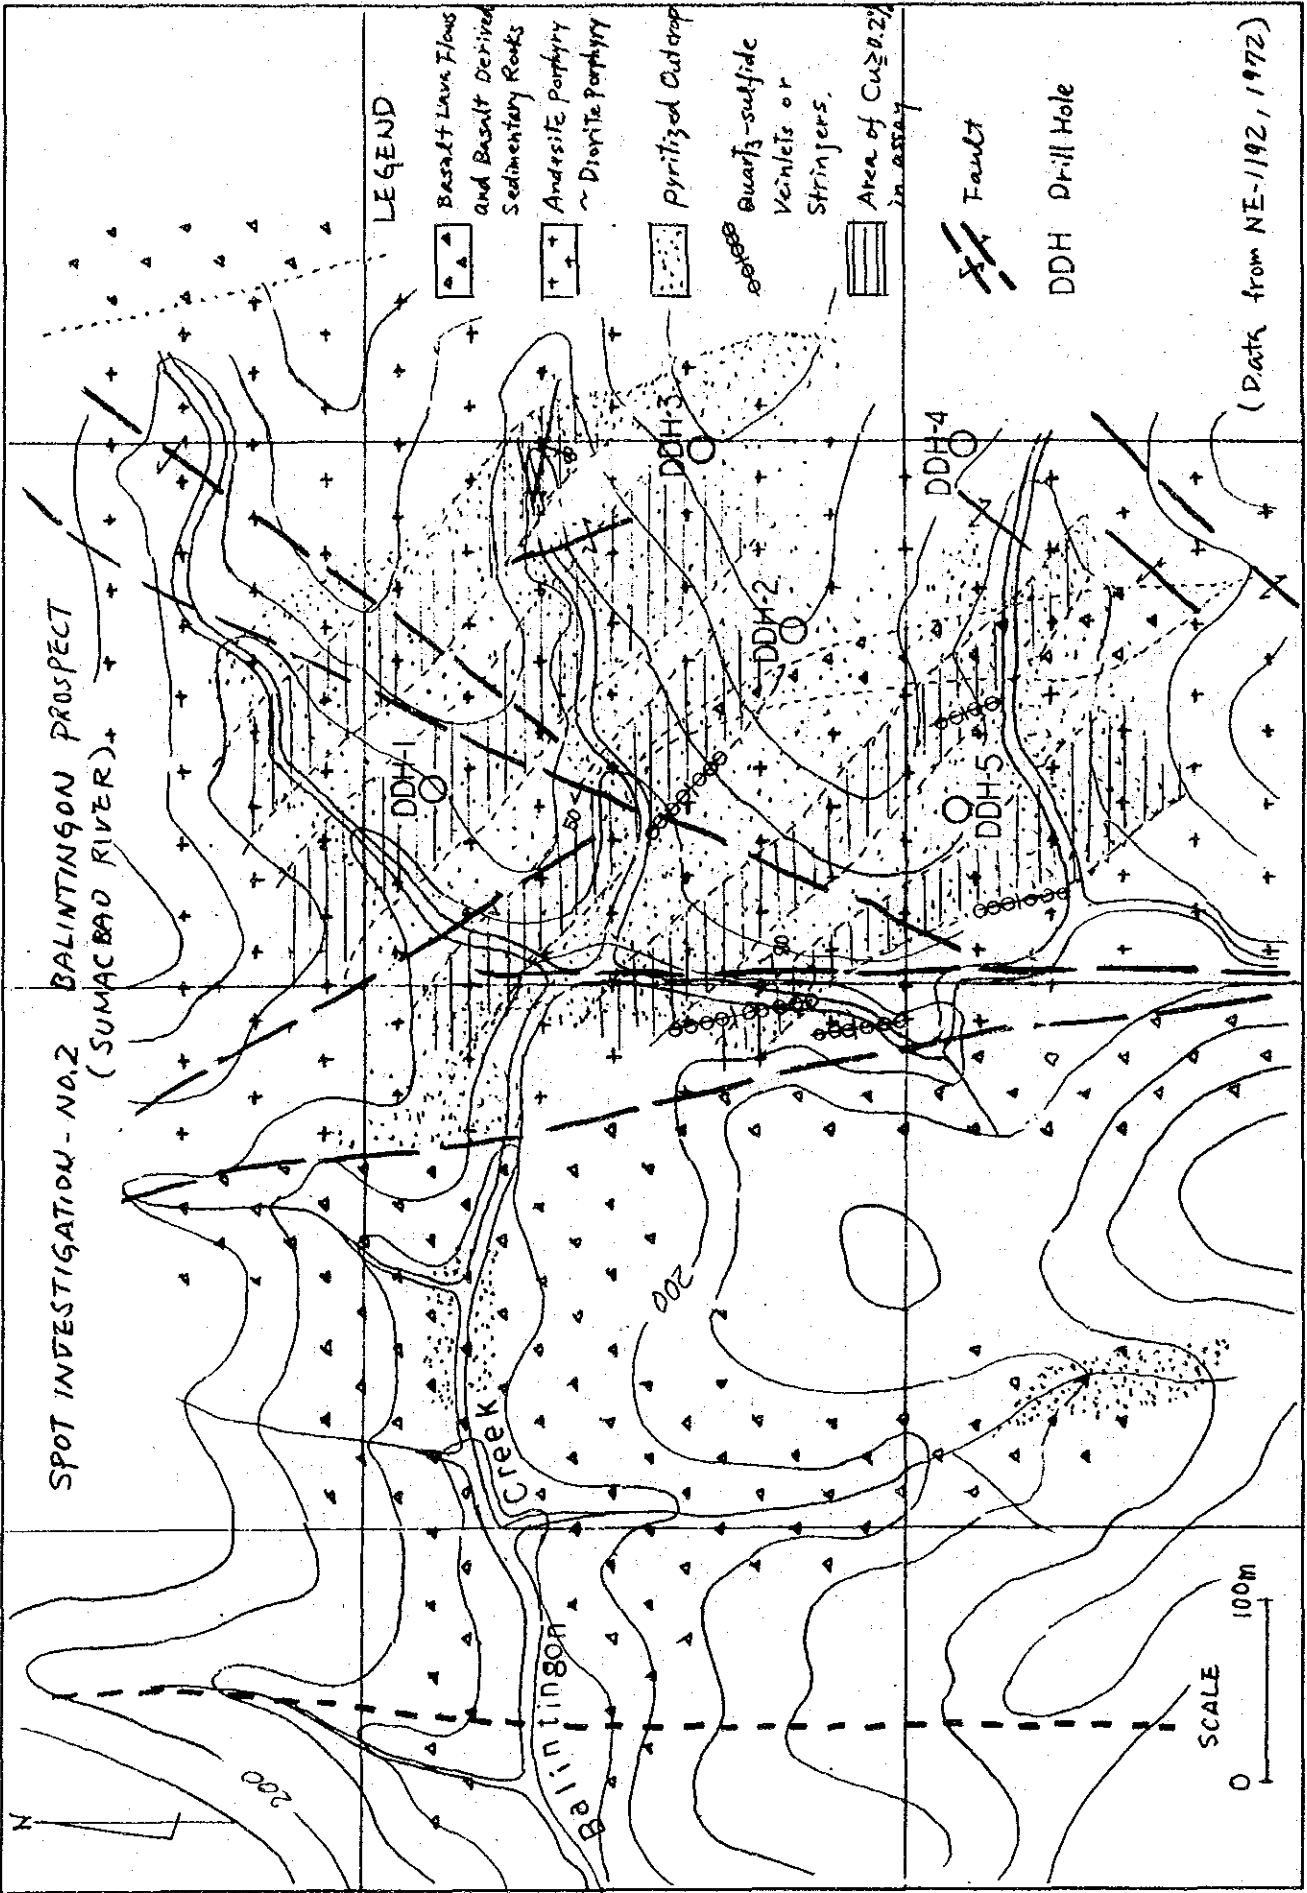 SPOT INVESTIGATION - NO.2 BALINTINGON PROSPECT
(SUMACBAO RIVER)
N
200
200
Balintingon
Creek
DDH-1
DDH-2
DDH-3
DDH-4
DDH-5
50
80
80
LEGEND
Basalt Lava Flows
and Basalt Derived
Sedimentary Rocks
Andesite Porphyry
~ Diorite Porphyry
Pyritized Outcrop
Quartz-sulfide
Veinlets or
Stringers.
Area of Cu≥0.2%
in assay
Fault
DDH Drill Hole
(Data from NE-1192, 1972)
SCALE
0 100m